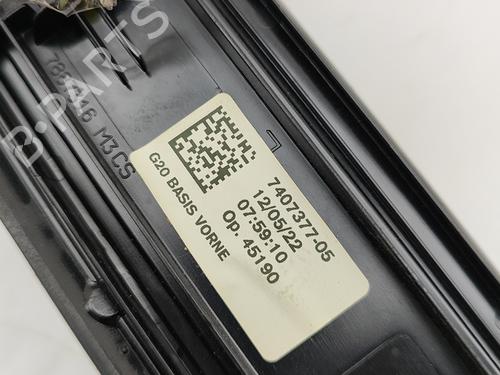 B·PARTS
M3CS
7407377-05
12/05/22
07:59:10
Op. 45190
G20 BASIS VORNE